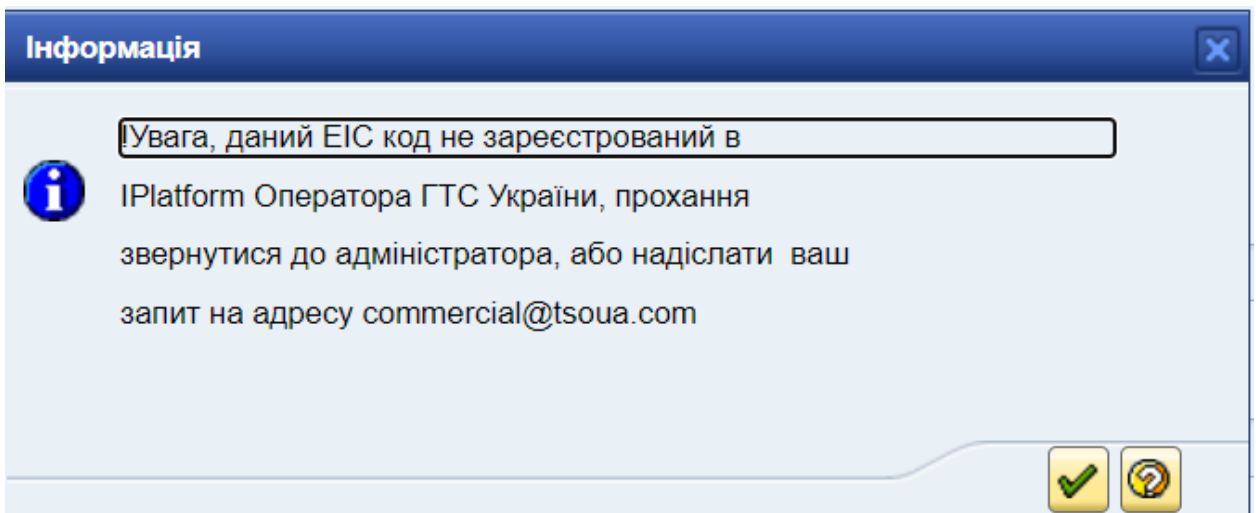 Інформація
!Увага, даний EIC код не зареєстрований в
IPlatform Оператора ГТС України, прохання
звернутися до адміністратора, або надіслати  ваш
запит на адресу commercial@tsoua.com